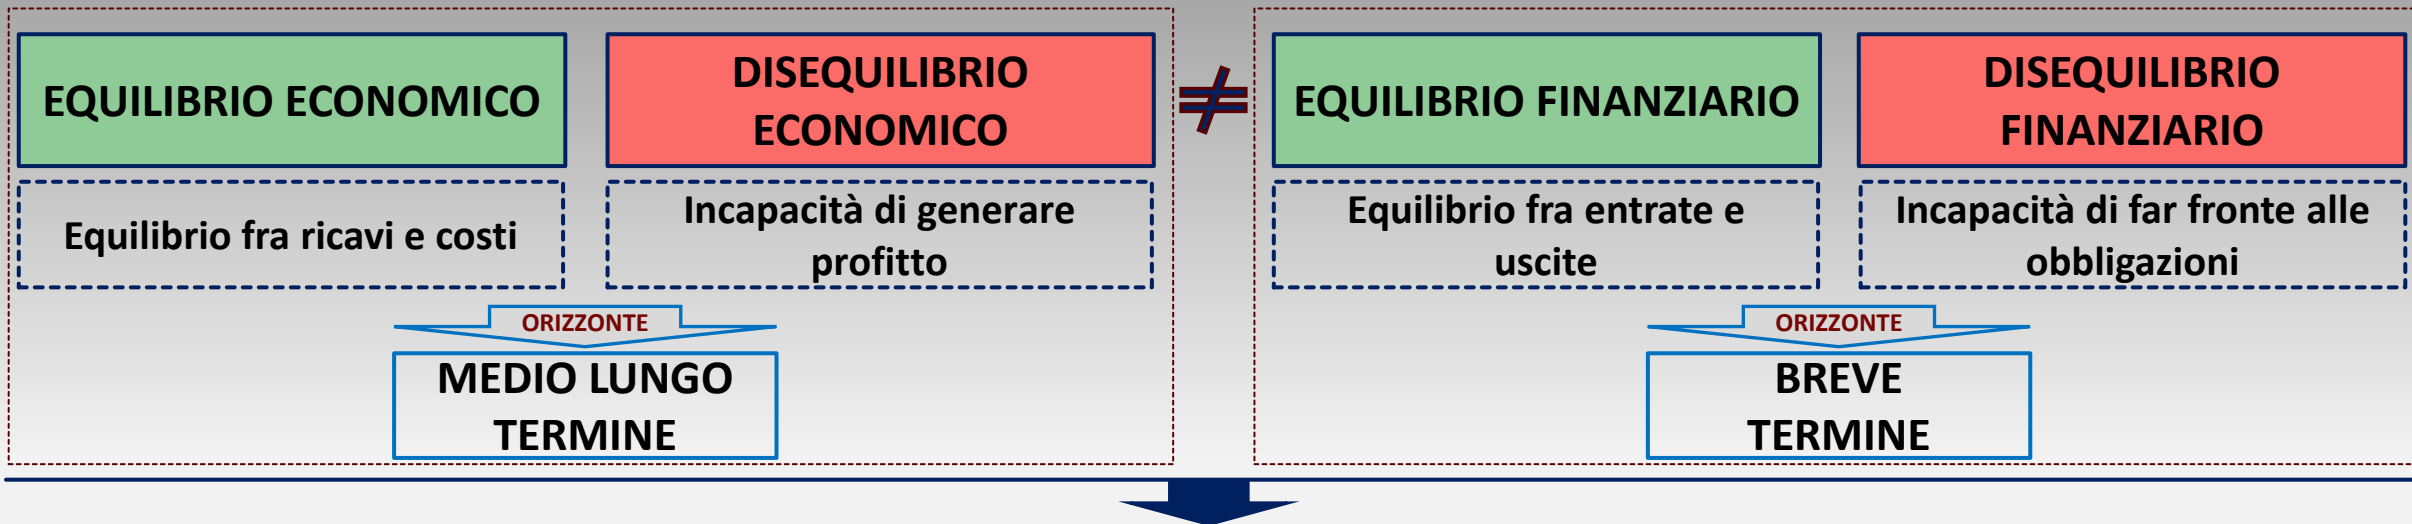 EQUILIBRIO ECONOMICO
DISEQUILIBRIO
ECONOMICO
≠
EQUILIBRIO FINANZIARIO
DISEQUILIBRIO
FINANZIARIO
Equilibrio fra ricavi e costi
Incapacità di generare
profitto
Equilibrio fra entrate e
uscite
Incapacità di far fronte alle
obbligazioni
ORIZZONTE
MEDIO LUNGO
TERMINE
ORIZZONTE
BREVE
TERMINE